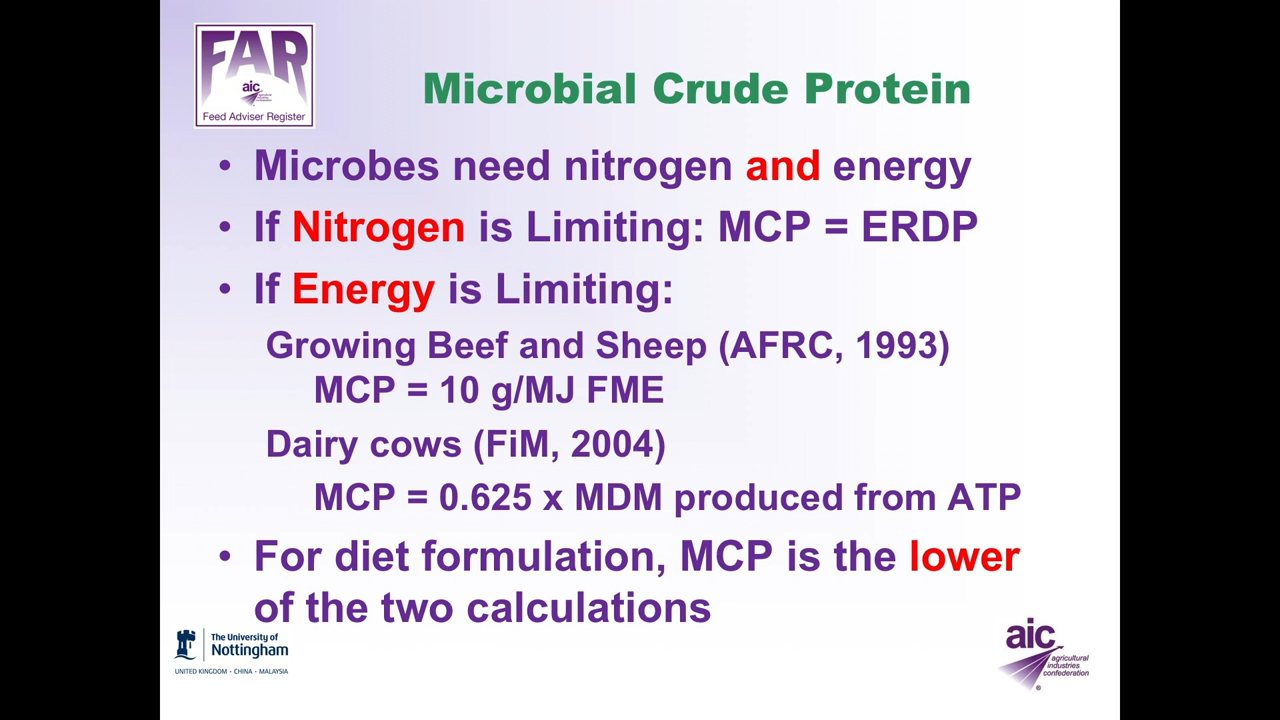 FAR
aic
agricultural
industries
confederation
Feed Adviser Register
Microbial Crude Protein
• Microbes need nitrogen and energy
• If Nitrogen is Limiting: MCP = ERDP
• If Energy is Limiting:
Growing Beef and Sheep (AFRC, 1993)
MCP = 10 g/MJ FME
Dairy cows (FiM, 2004)
MCP = 0.625 x MDM produced from ATP
• For diet formulation, MCP is the lower
of the two calculations
The University of
Nottingham
UNITED KINGDOM · CHINA · MALAYSIA
aic
agricultural
industries
confederation
®